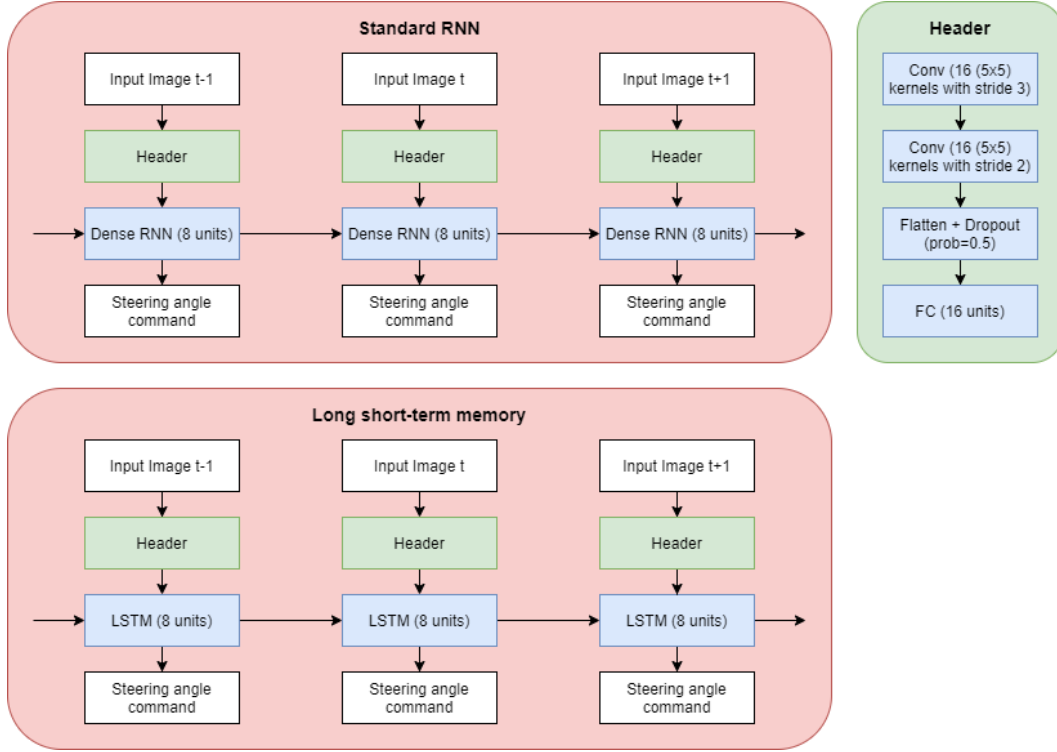 Standard RNN
Input Image t-1
Input Image t
Input Image t+1
Header
Header
Header
Dense RNN (8 units)
Dense RNN (8 units)
Dense RNN (8 units)
Steering angle
command
Steering angle
command
Steering angle
command
Header
Conv (16 (5x5)
kernels with stride 3)
Conv (16 (5x5)
kernels with stride 2)
Flatten + Dropout
(prob=0.5)
FC (16 units)
Long short-term memory
Input Image t-1
Input Image t
Input Image t+1
Header
Header
Header
LSTM (8 units)
LSTM (8 units)
LSTM (8 units)
Steering angle
command
Steering angle
command
Steering angle
command